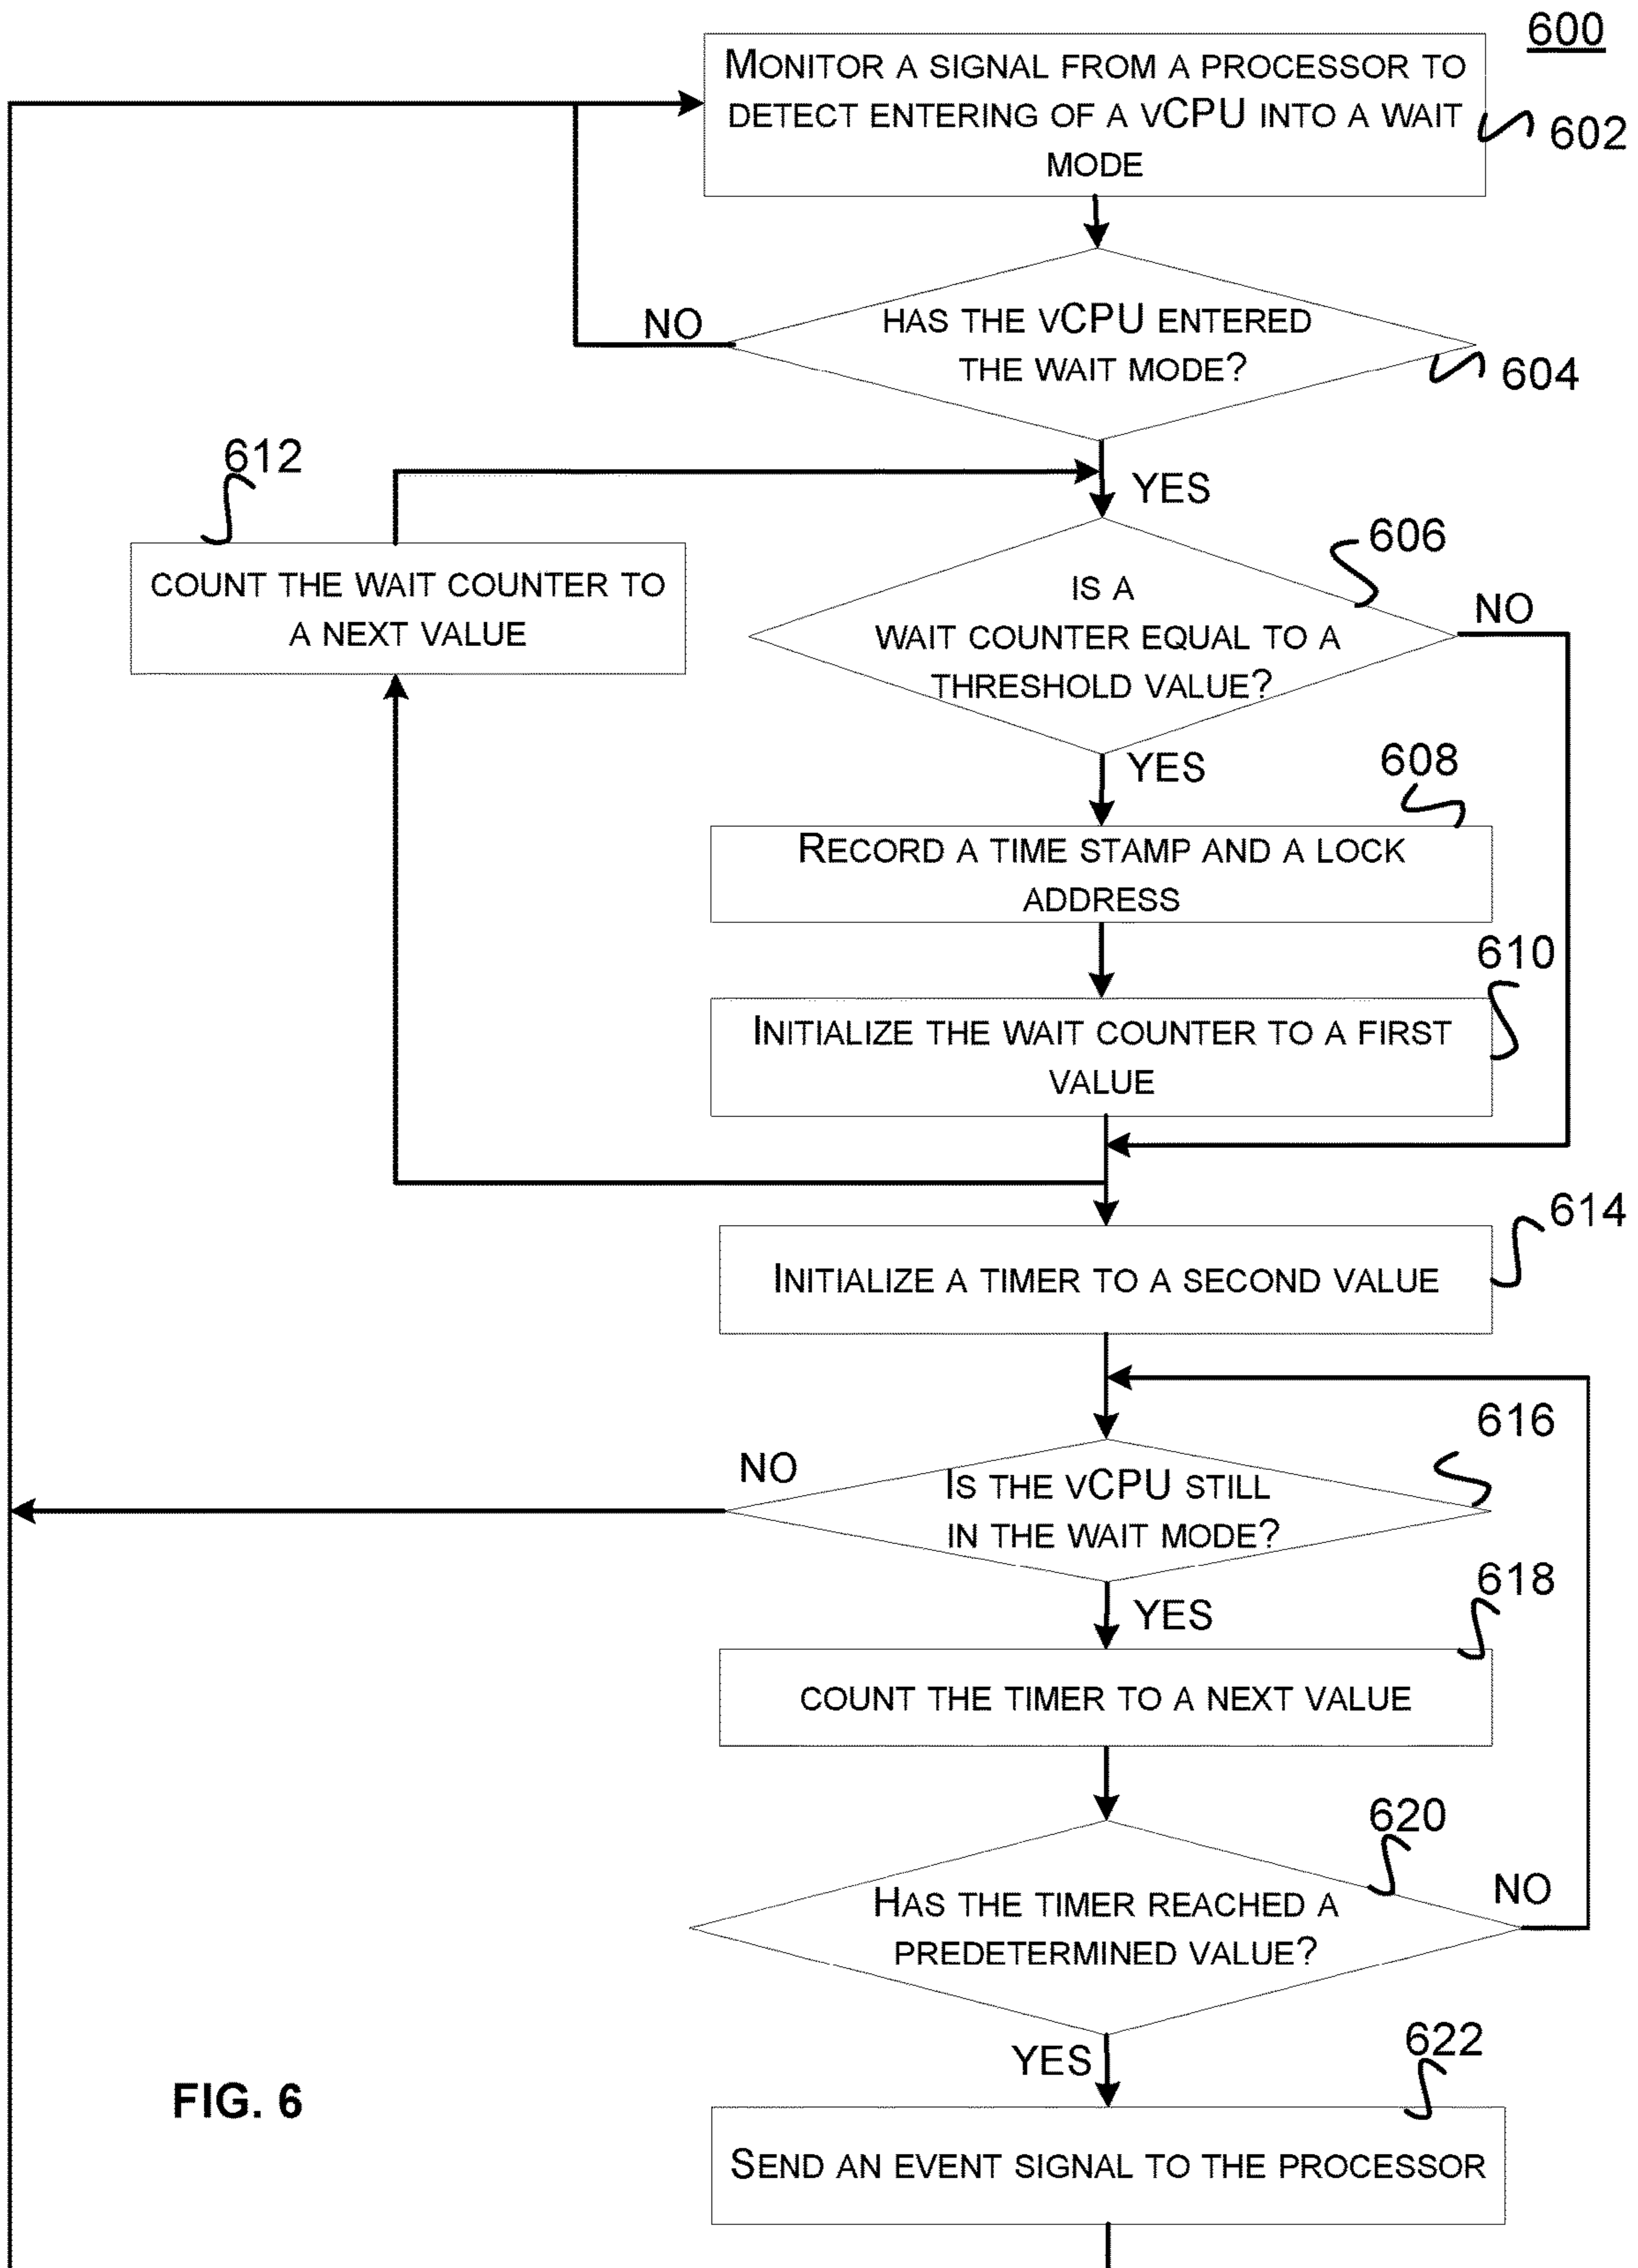 600
MONITOR A SIGNAL FROM A PROCESSOR TO
DETECT ENTERING OF A VCPU INTO A WAIT
MODE
602
NO
HAS THE VCPU ENTERED
THE WAIT MODE?
604
612
YES
COUNT THE WAIT COUNTER TO
A NEXT VALUE
606
IS A
WAIT COUNTER EQUAL TO A
THRESHOLD VALUE?
NO
YES
608
RECORD A TIME STAMP AND A LOCK
ADDRESS
610
INITIALIZE THE WAIT COUNTER TO A FIRST
VALUE
614
INITIALIZE A TIMER TO A SECOND VALUE
616
NO
IS THE VCPU STILL
IN THE WAIT MODE?
618
YES
COUNT THE TIMER TO A NEXT VALUE
620
HAS THE TIMER REACHED A
PREDETERMINED VALUE?
NO
YES
622
FIG. 6
SEND AN EVENT SIGNAL TO THE PROCESSOR